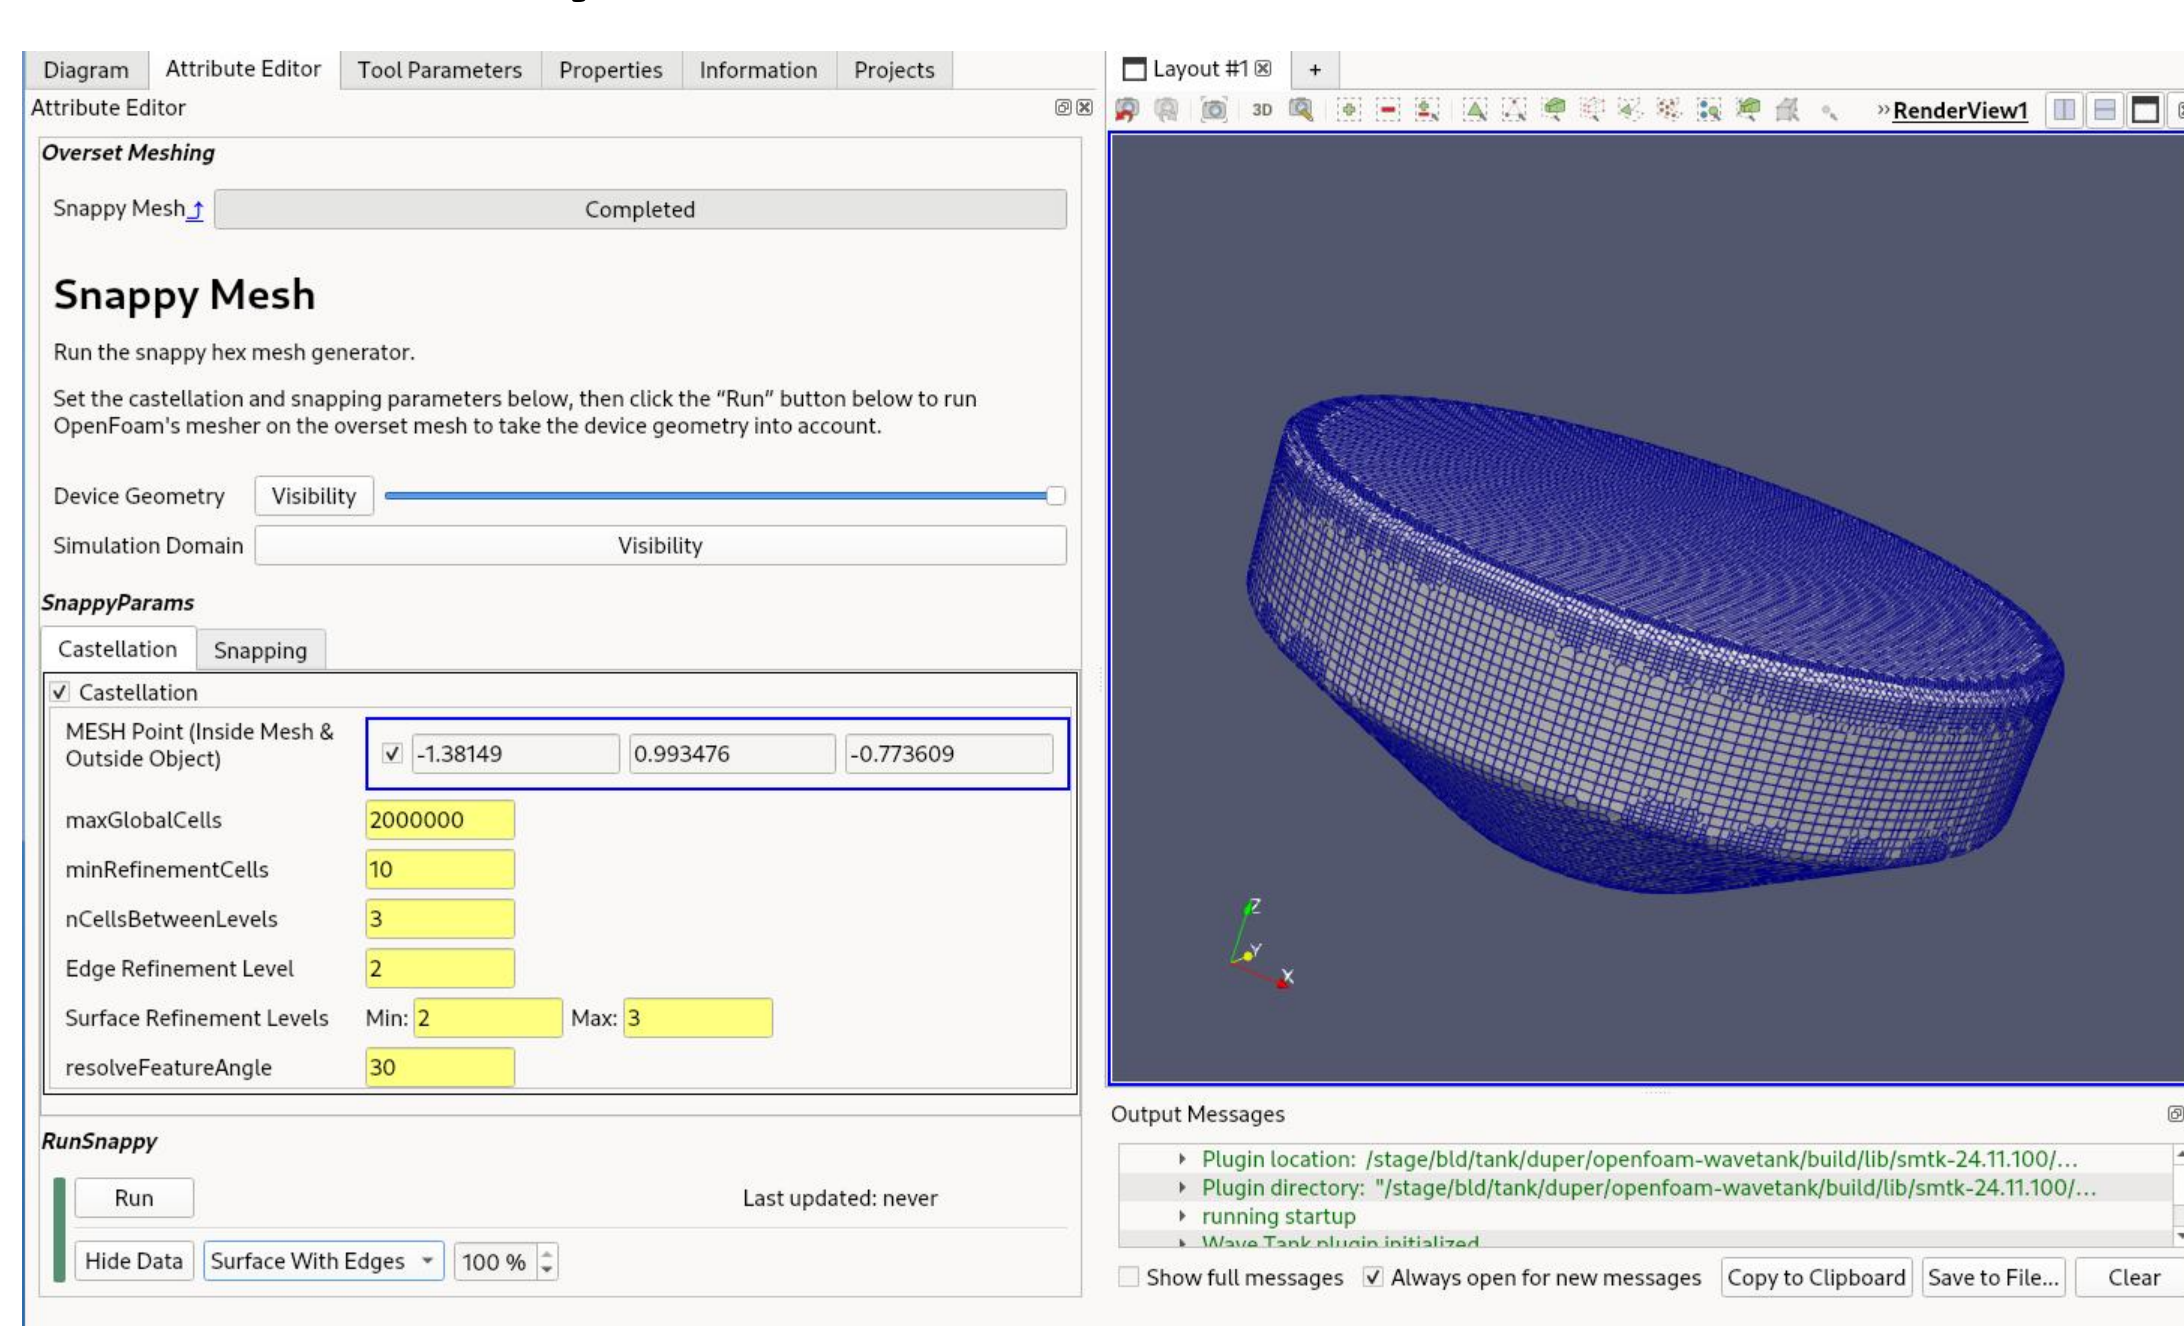 Diagram Attribute Editor Tool Parameters Properties Information Projects
Attribute Editor
Overset Meshing
Snappy Mesh Completed
Snappy Mesh
Run the snappy hex mesh generator.
Set the castellation and snapping parameters below, then click the “Run” button below to run
OpenFoam's mesher on the overset mesh to take the device geometry into account.
Device Geometry Visibility
Simulation Domain Visibility
SnappyParams
Castellation Snapping
Castellation
MESH Point (Inside Mesh &
Outside Object) -1.38149 0.993476 -0.773609
maxGlobalCells 2000000
minRefinementCells 10
nCellsBetweenLevels 3
Edge Refinement Level 2
Surface Refinement Levels Min: 2 Max: 3
resolveFeatureAngle 30
RunSnappy
Run Last updated: never
Hide Data Surface With Edges 100 %
Layout #1 +
3D »RenderView1
Z
Y
X
Output Messages
Plugin location: /stage/bld/tank/duper/openfoam-wavetank/build/lib/smtk-24.11.100/...
Plugin directory: "/stage/bld/tank/duper/openfoam-wavetank/build/lib/smtk-24.11.100/...
running startup
Wave Tank plugin initialized
Show full messages Always open for new messages Copy to Clipboard Save to File... Clear